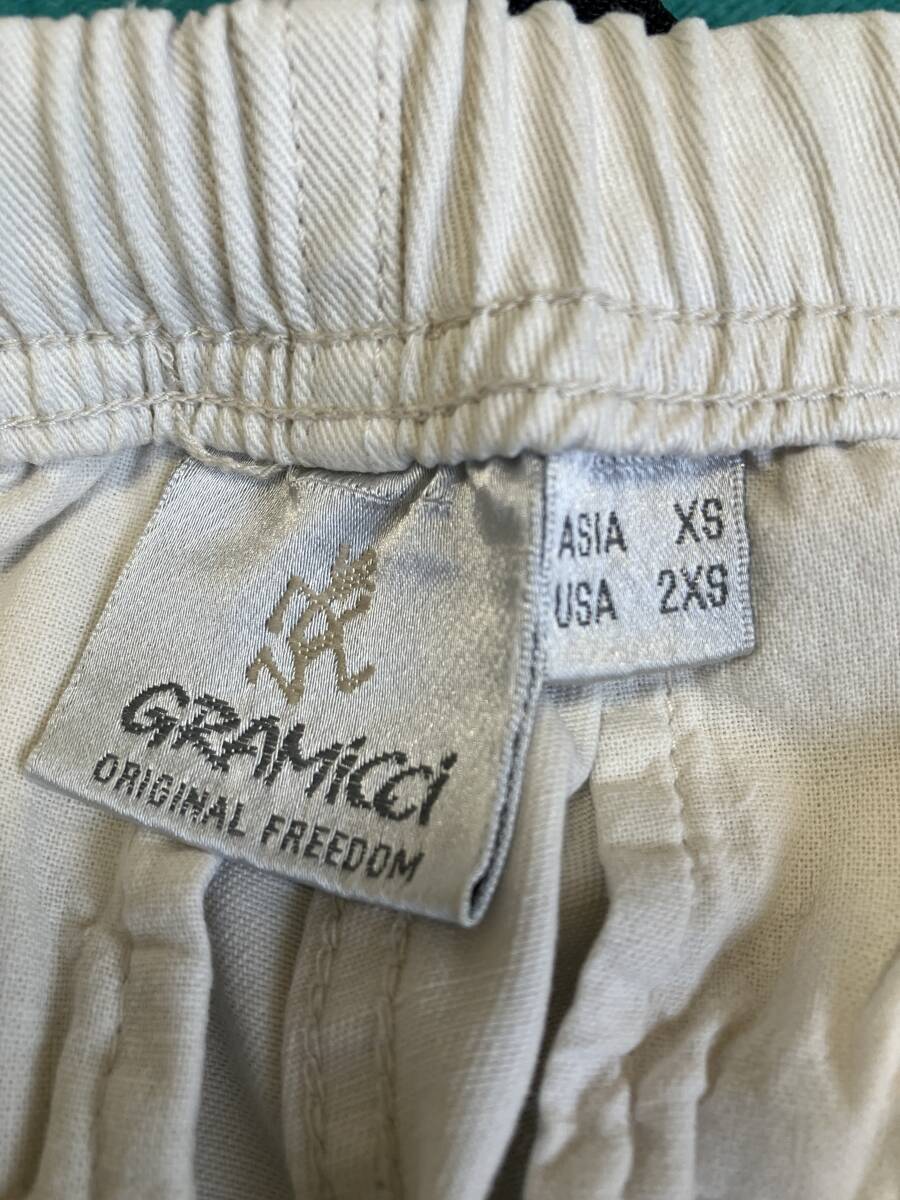 GRAMiCCi
ORIGINAL FREEDOM
ASIA XS
USA 2XS